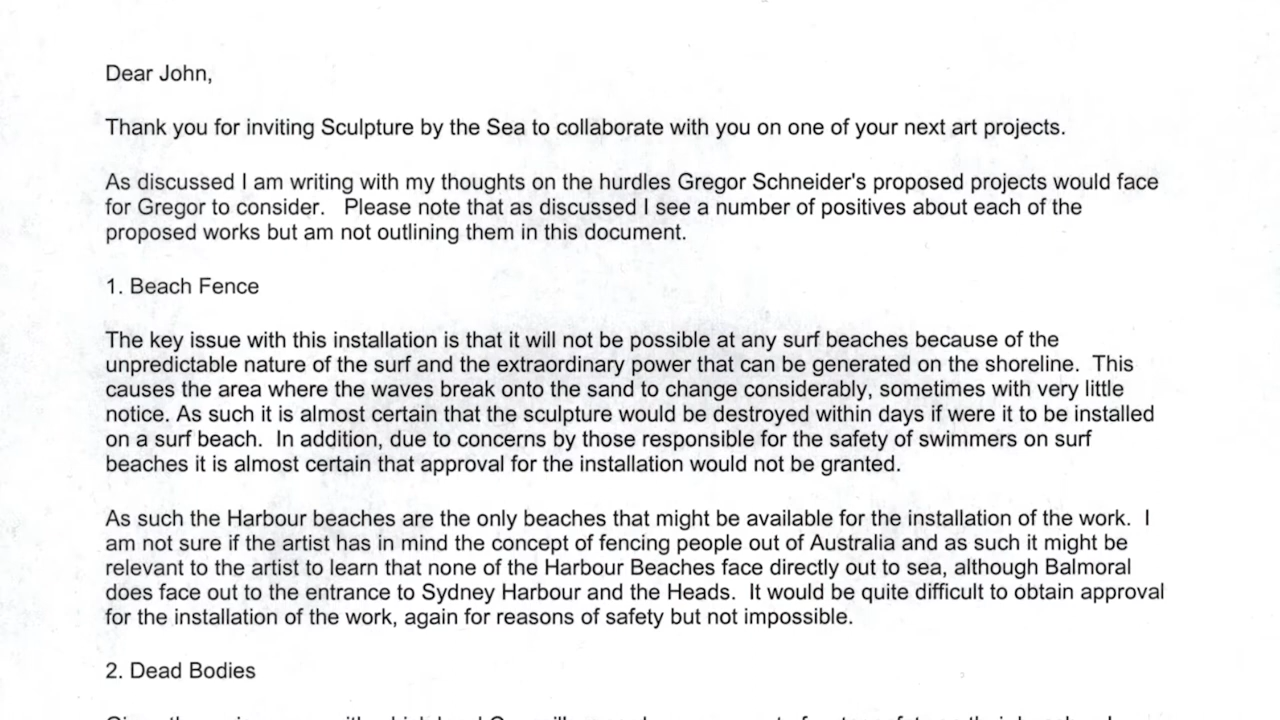 Dear John,
Thank you for inviting Sculpture by the Sea to collaborate with you on one of your next art projects.
As discussed I am writing with my thoughts on the hurdles Gregor Schneider's proposed projects would face
for Gregor to consider.   Please note that as discussed I see a number of positives about each of the
proposed works but am not outlining them in this document.
1. Beach Fence
The key issue with this installation is that it will not be possible at any surf beaches because of the
unpredictable nature of the surf and the extraordinary power that can be generated on the shoreline.  This
causes the area where the waves break onto the sand to change considerably, sometimes with very little
notice. As such it is almost certain that the sculpture would be destroyed within days if were it to be installed
on a surf beach.  In addition, due to concerns by those responsible for the safety of swimmers on surf
beaches it is almost certain that approval for the installation would not be granted.
As such the Harbour beaches are the only beaches that might be available for the installation of the work.  I
am not sure if the artist has in mind the concept of fencing people out of Australia and as such it might be
relevant to the artist to learn that none of the Harbour Beaches face directly out to sea, although Balmoral
does face out to the entrance to Sydney Harbour and the Heads.  It would be quite difficult to obtain approval
for the installation of the work, again for reasons of safety but not impossible.
2. Dead Bodies